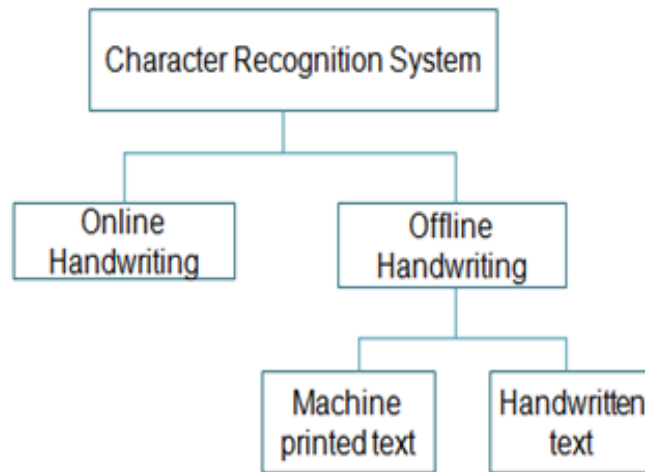 Character Recognition System
Online
Handwriting
Offline
Handwriting
Machine
printed text
Handwritten
text